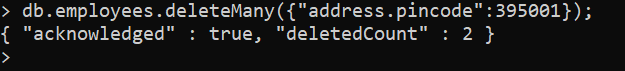 > db.employees.deleteMany({"address.pincode":395001});
{ "acknowledged" : true, "deletedCount" : 2 }
>